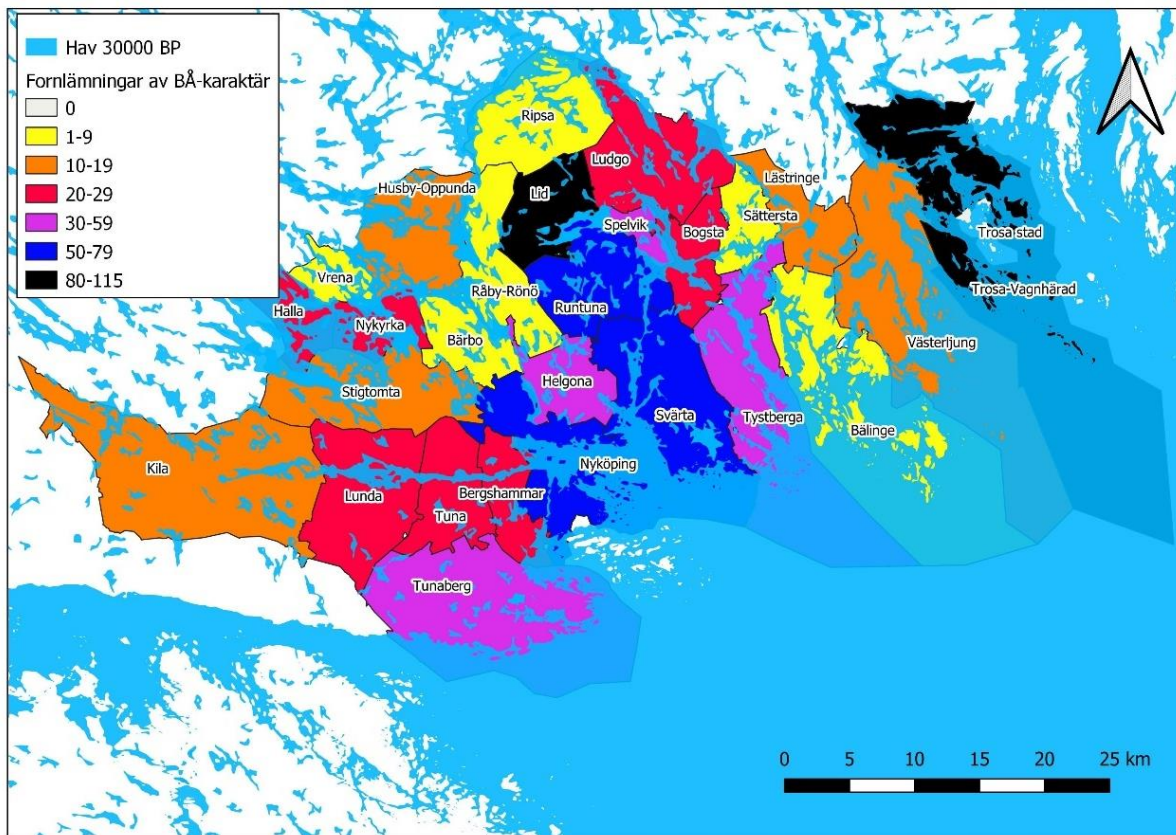 Hav 30000 BP
Fornlämningar av BÅ-karaktär
0
1-9
10-19
20-29
30-59
50-79
80-115
Ripsa
Ludgo
Husby-Oppunda
Lid
Lästringe
Sättersta
Spelvik
Bogsta
Trosa stad
Vrena
Råby-Rönö
Trosa-Vagnhärad
Halla
Nykyrka
Runtuna
Bärbo
Västerljung
Helgona
Stigtomta
Svärta
Tystberga
Bälinge
Kila
Nyköping
Lunda
Bergshammar
Tuna
Tunaberg
0 5 10 15 20 25 km